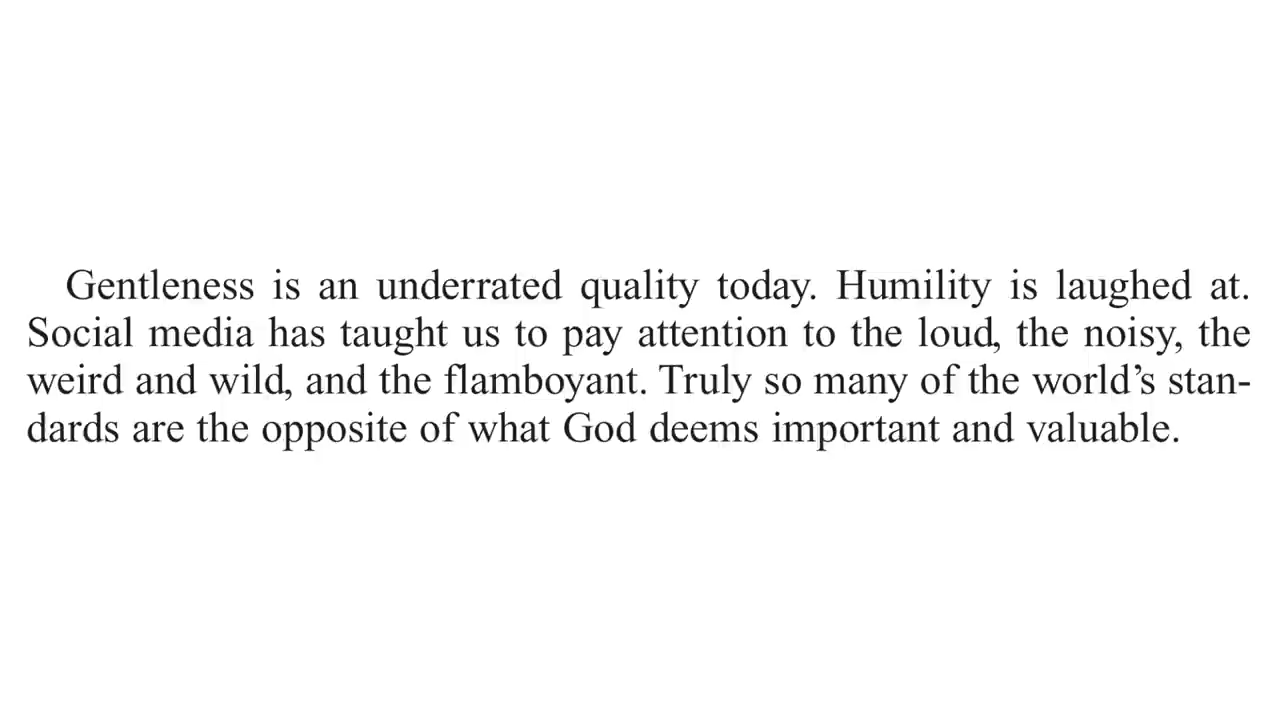 Gentleness is an underrated quality today. Humility is laughed at.
Social media has taught us to pay attention to the loud, the noisy, the
weird and wild, and the flamboyant. Truly so many of the world’s stan-
dards are the opposite of what God deems important and valuable.